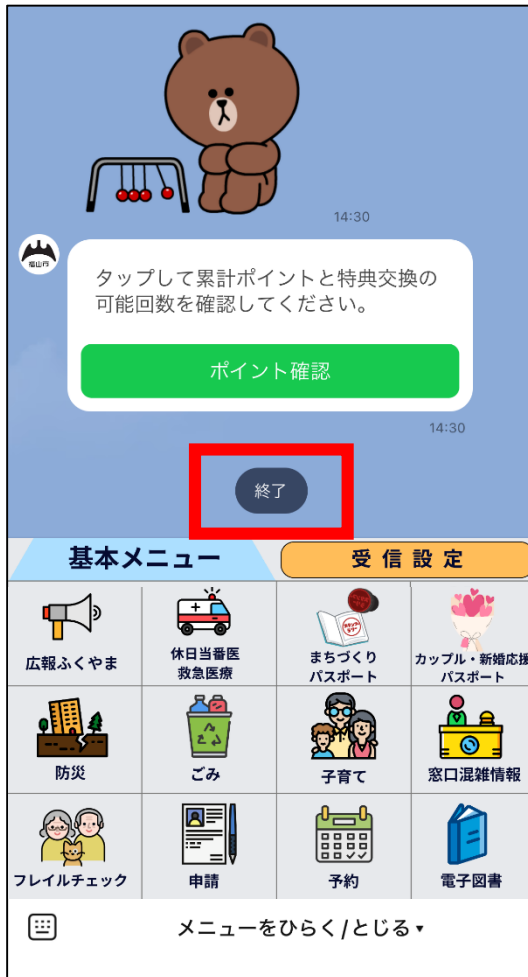 14:30
福山市
タップして累計ポイントと特典交換の
可能回数を確認してください。
ポイント確認
14:30
終了
基本メニュー
受信設定
広報ふくやま
休日当番医
救急医療
まちづくり
パスポート
カップル・新婚応援
パスポート
防災
ごみ
子育て
窓口混雑情報
フレイルチェック
申請
予約
電子図書
メニューをひらく/とじる▾